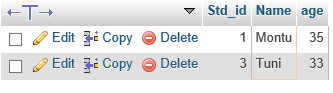 Std_id Name age
Edit Copy Delete 1 Montu 35
Edit Copy Delete 3 Tuni 33